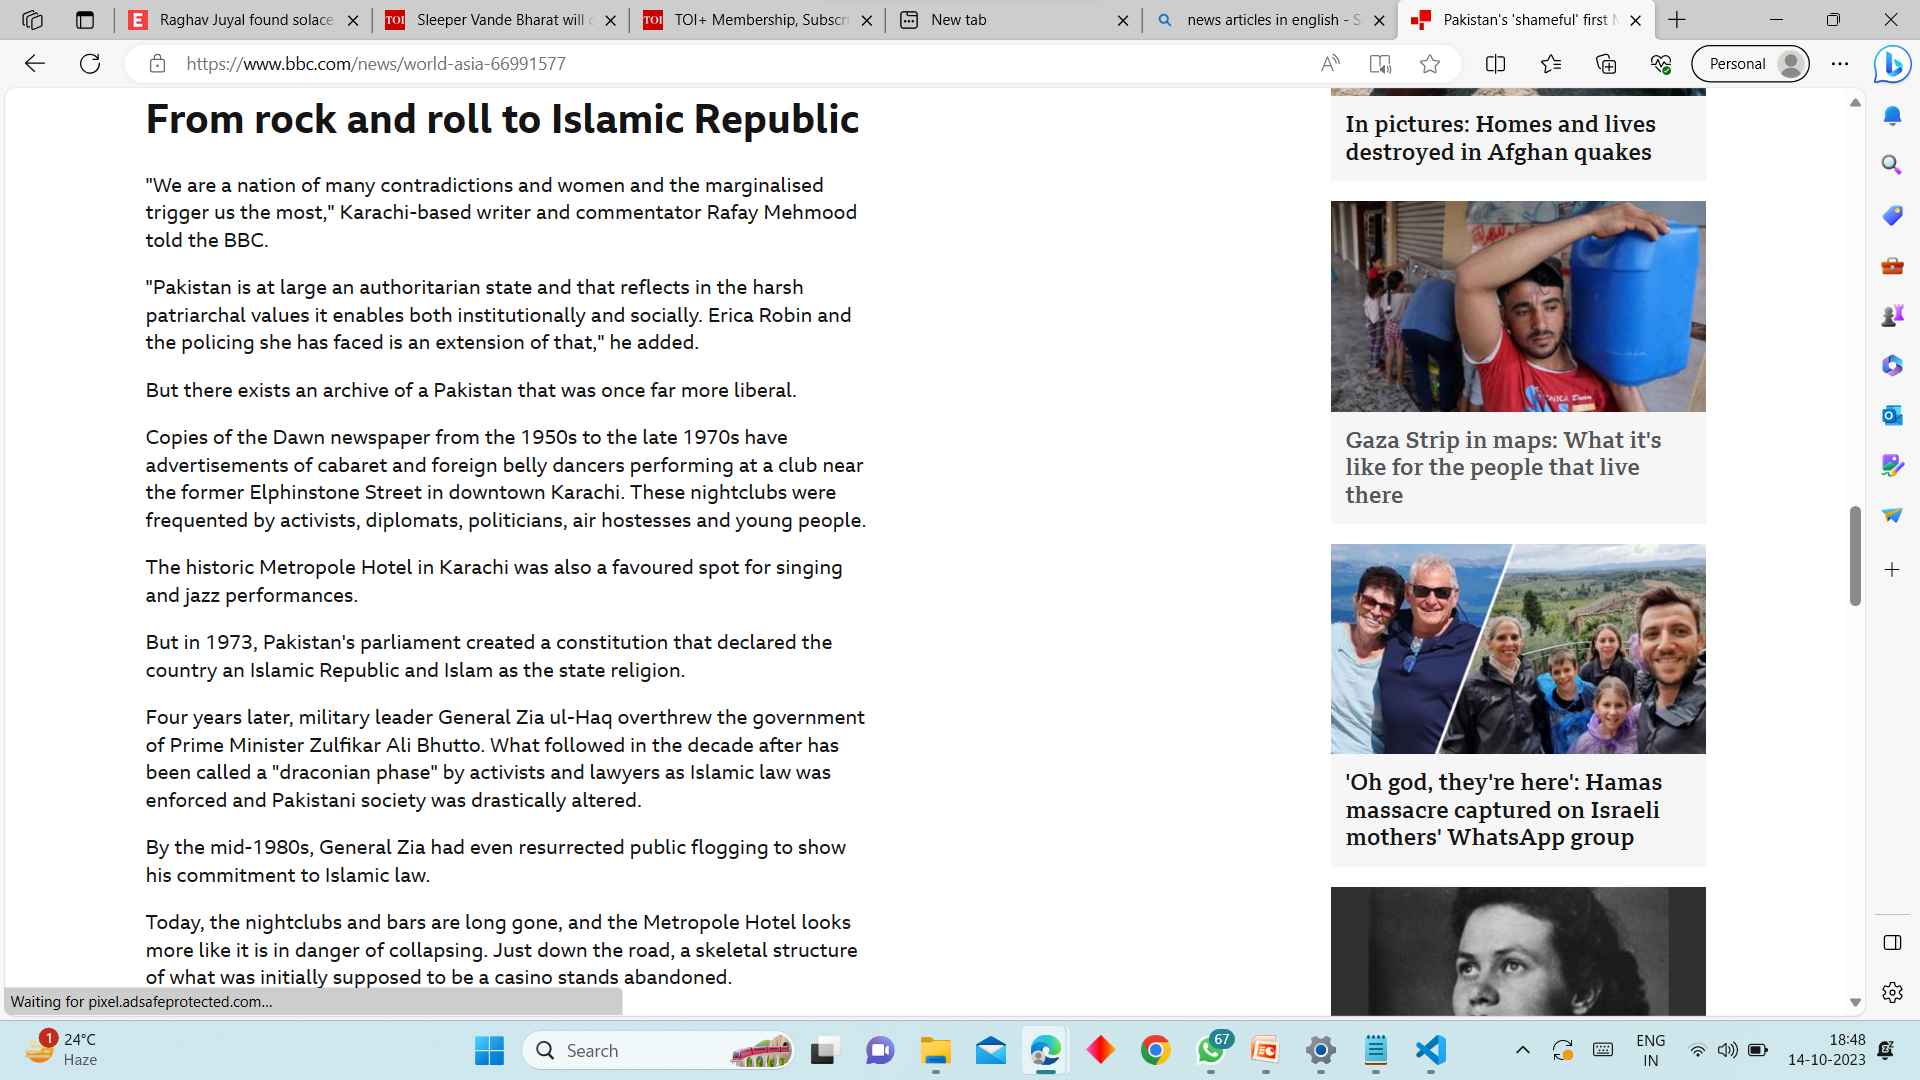 Raghav Juyal found solace
Sleeper Vande Bharat will
TOI+ Membership, Subscri
New tab
news articles in english - S
Pakistan's 'shameful' first
https://www.bbc.com/news/world-asia-66991577
Personal
From rock and roll to Islamic Republic
"We are a nation of many contradictions and women and the marginalised
trigger us the most," Karachi-based writer and commentator Rafay Mehmood
told the BBC.
"Pakistan is at large an authoritarian state and that reflects in the harsh
patriarchal values it enables both institutionally and socially. Erica Robin and
the policing she has faced is an extension of that," he added.
But there exists an archive of a Pakistan that was once far more liberal.
Copies of the Dawn newspaper from the 1950s to the late 1970s have
advertisements of cabaret and foreign belly dancers performing at a club near
the former Elphinstone Street in downtown Karachi. These nightclubs were
frequented by activists, diplomats, politicians, air hostesses and young people.
The historic Metropole Hotel in Karachi was also a favoured spot for singing
and jazz performances.
But in 1973, Pakistan's parliament created a constitution that declared the
country an Islamic Republic and Islam as the state religion.
Four years later, military leader General Zia ul-Haq overthrew the government
of Prime Minister Zulfikar Ali Bhutto. What followed in the decade after has
been called a "draconian phase" by activists and lawyers as Islamic law was
enforced and Pakistani society was drastically altered.
By the mid-1980s, General Zia had even resurrected public flogging to show
his commitment to Islamic law.
Today, the nightclubs and bars are long gone, and the Metropole Hotel looks
more like it is in danger of collapsing. Just down the road, a skeletal structure
of what was initially supposed to be a casino stands abandoned.
In pictures: Homes and lives
destroyed in Afghan quakes
Gaza Strip in maps: What it's
like for the people that live
there
'Oh god, they're here': Hamas
massacre captured on Israeli
mothers' WhatsApp group
Waiting for pixel.adsafeprotected.com...
1
24°C
Haze
Search
67
ENG
IN
18:48
14-10-2023